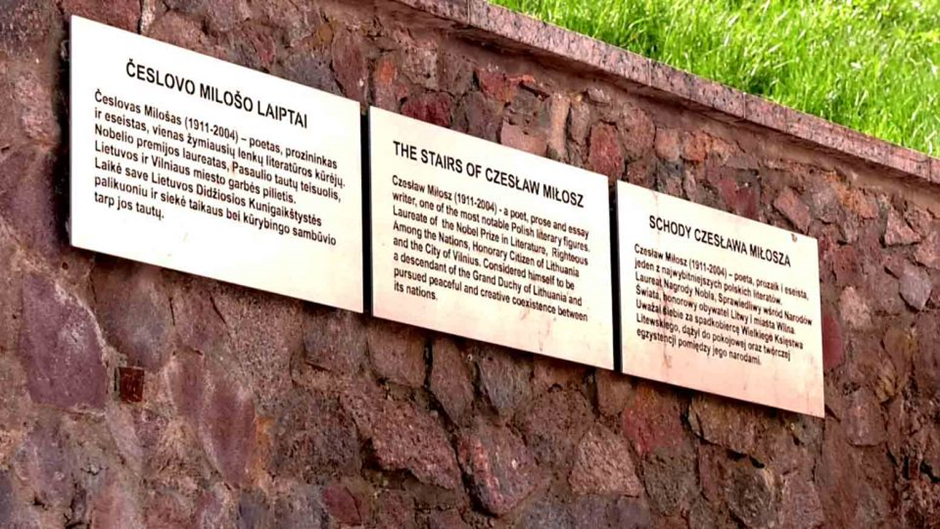 ČESLOVO MILOŠO LAIPTAI
Česlovas Milošas (1911-2004) – poetas, prozininkas
ir eseistas, vienas žymiausių lenkų literatūros kūrėjų,
Nobelio premijos laureatas, Pasaulio tautų teisuolis,
Lietuvos ir Vilniaus miesto garbės pilietis.
Laikė save Lietuvos Didžiosios Kunigaikštystės
palikuoniu ir siekė taikaus bei kūrybingo sambūvio
tarp jos tautų.
THE STAIRS OF CZESŁAW MIŁOSZ
Czesław Miłosz (1911-2004) - a poet, prose and essay
writer, one of the most notable Polish literary figures,
Laureate of the Nobel Prize in Literature, Righteous
Among the Nations, Honorary Citizen of Lithuania
and the City of Vilnius. Considered himself to be
a descendant of the Grand Duchy of Lithuania and
pursued peaceful and creative coexistence between
its nations.
SCHODY CZESŁAWA MIŁOSZA
Czesław Miłosz (1911-2004) – poeta, prozaik i eseista,
jeden z najwybitniejszych polskich literatów.
Laureat Nagrody Nobla, Sprawiedliwy wśród Narodów
Świata, honorowy obywatel Litwy i miasta Wilna.
Uważał siebie za spadkobiercę Wielkiego Księstwa
Litewskiego, dążył do pokojowej oraz twórczej
egzystencji pomiędzy jego narodami.